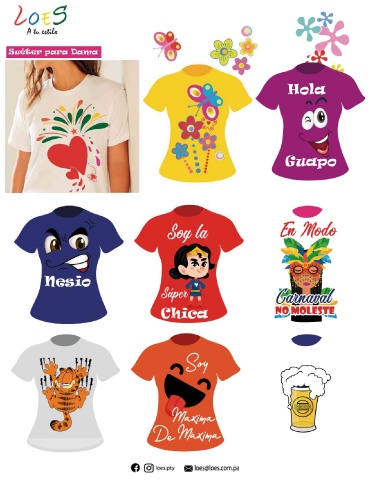 LOES
A tu estilo
Suéter para Dama
Hola
Guapo
Nesio
Soy la
Súper
Chica
En Modo
Carnaval
NO MOLESTE
Soy
Maxima
De Maxima
loes.pty
loes@loes.com.pa